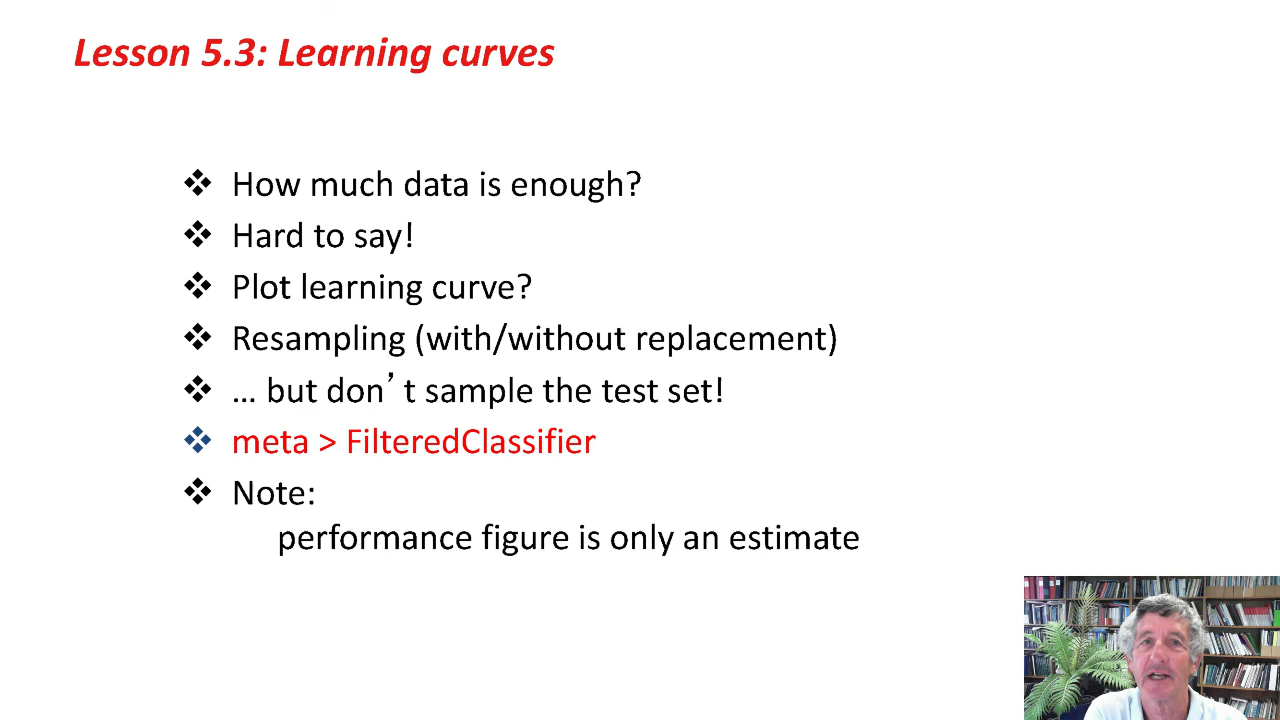 Lesson 5.3: Learning curves
❖ How much data is enough?
❖ Hard to say!
❖ Plot learning curve?
❖ Resampling (with/without replacement)
❖ … but don’t sample the test set!
❖ meta > FilteredClassifier
❖ Note:
performance figure is only an estimate